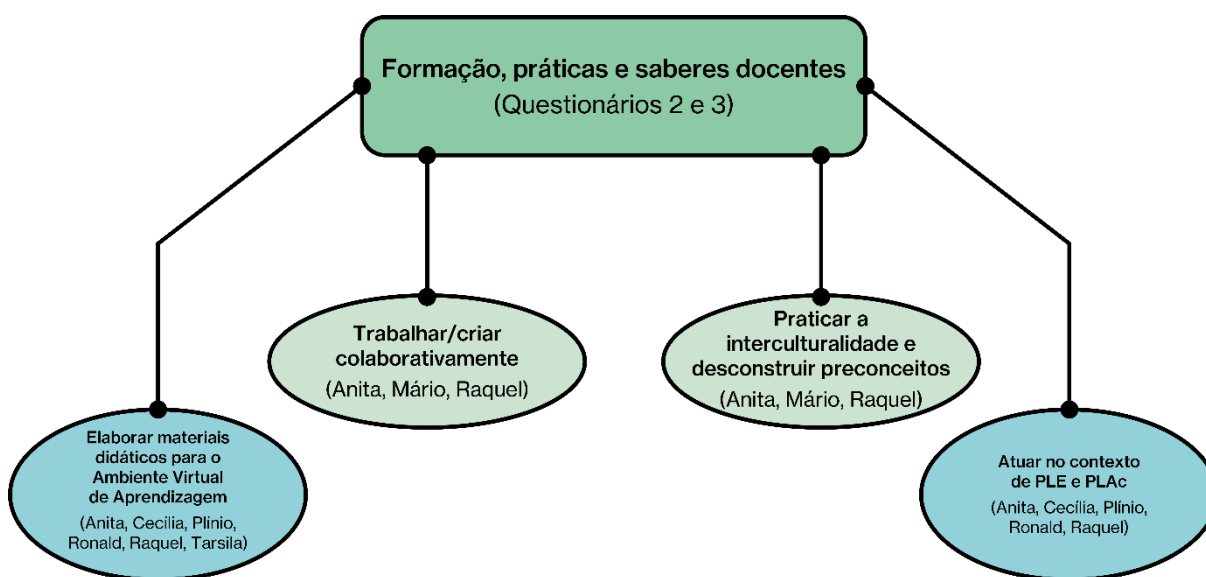 Formação, práticas e saberes docentes
(Questionários 2 e 3)
Trabalhar/criar
colaborativamente
(Anita, Mário, Raquel)
Praticar a
interculturalidade e
desconstruir preconceitos
(Anita, Mário, Raquel)
Elaborar materiais
didáticos para o
Ambiente Virtual
de Aprendizagem
(Anita, Cecília, Plínio,
Ronald, Raquel, Tarsila)
Atuar no contexto
de PLE e PLAc
(Anita, Cecília, Plínio,
Ronald, Raquel)